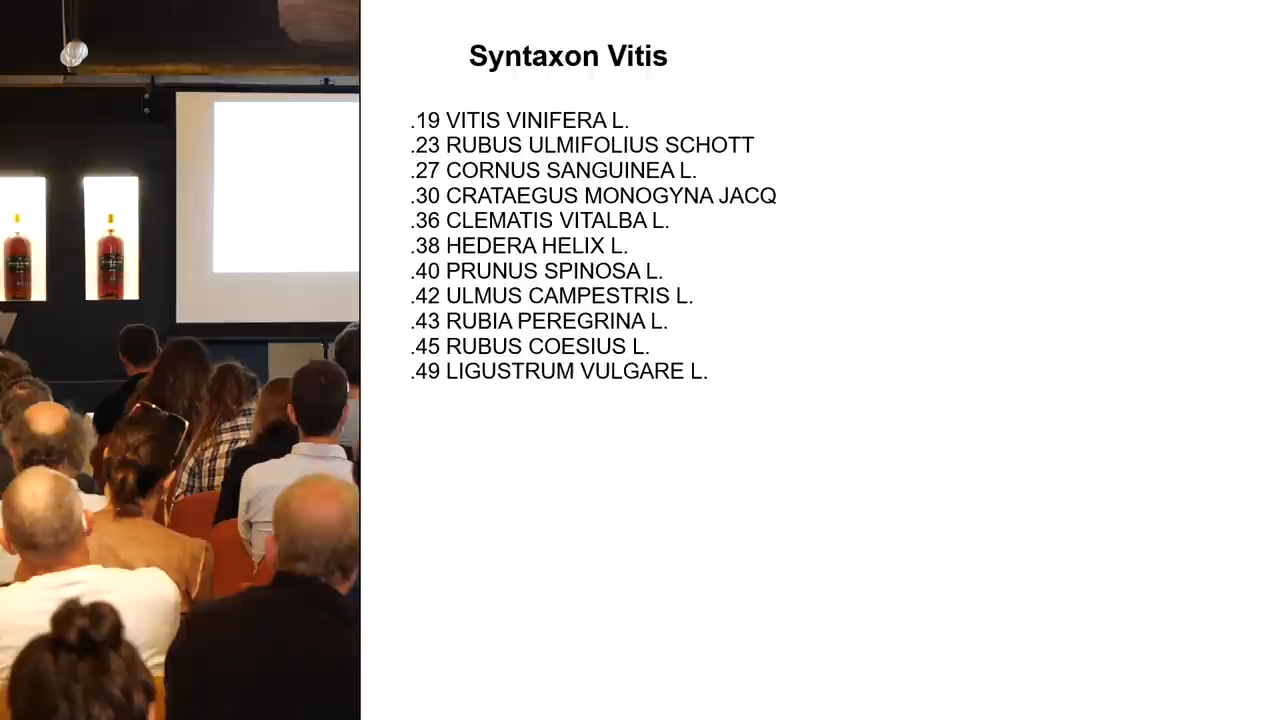 Syntaxon Vitis
.19 VITIS VINIFERA L.
.23 RUBUS ULMIFOLIUS SCHOTT
.27 CORNUS SANGUINEA L.
.30 CRATAEGUS MONOGYNA JACQ
.36 CLEMATIS VITALBA L.
.38 HEDERA HELIX L.
.40 PRUNUS SPINOSA L.
.42 ULMUS CAMPESTRIS L.
.43 RUBIA PEREGRINA L.
.45 RUBUS COESIUS L.
.49 LIGUSTRUM VULGARE L.